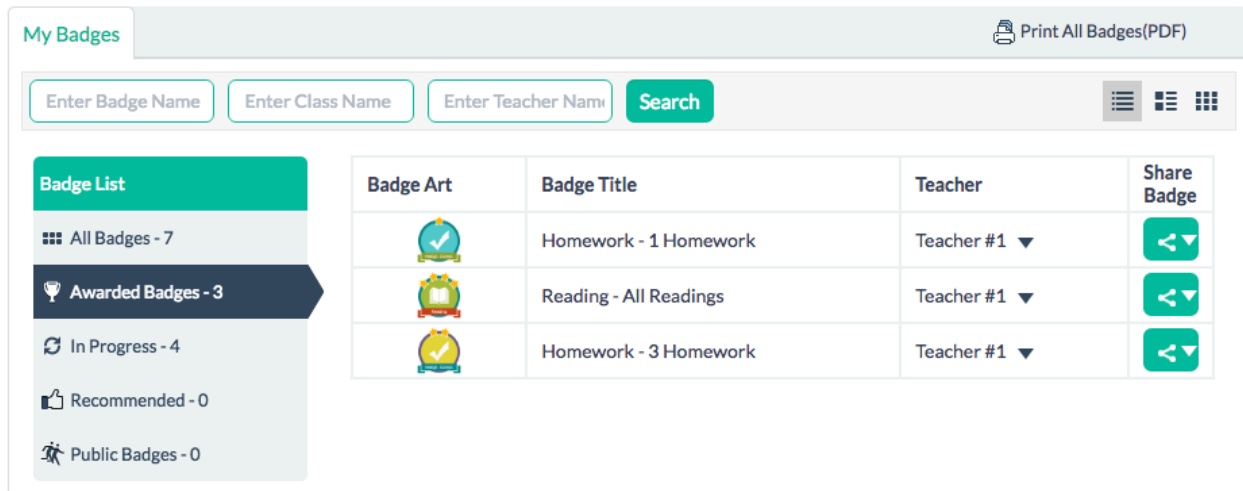 My Badges
Print All Badges(PDF)
Enter Badge Name
Enter Class Name
Enter Teacher Nam
Search
Badge List
All Badges - 7
Awarded Badges - 3
In Progress - 4
Recommended - 0
Public Badges - 0
Badge Art
Badge Title
Teacher
Share
Badge
Homework - 1 Homework
Teacher #1
Reading
Reading - All Readings
Teacher #1
Homework - 3 Homework
Teacher #1